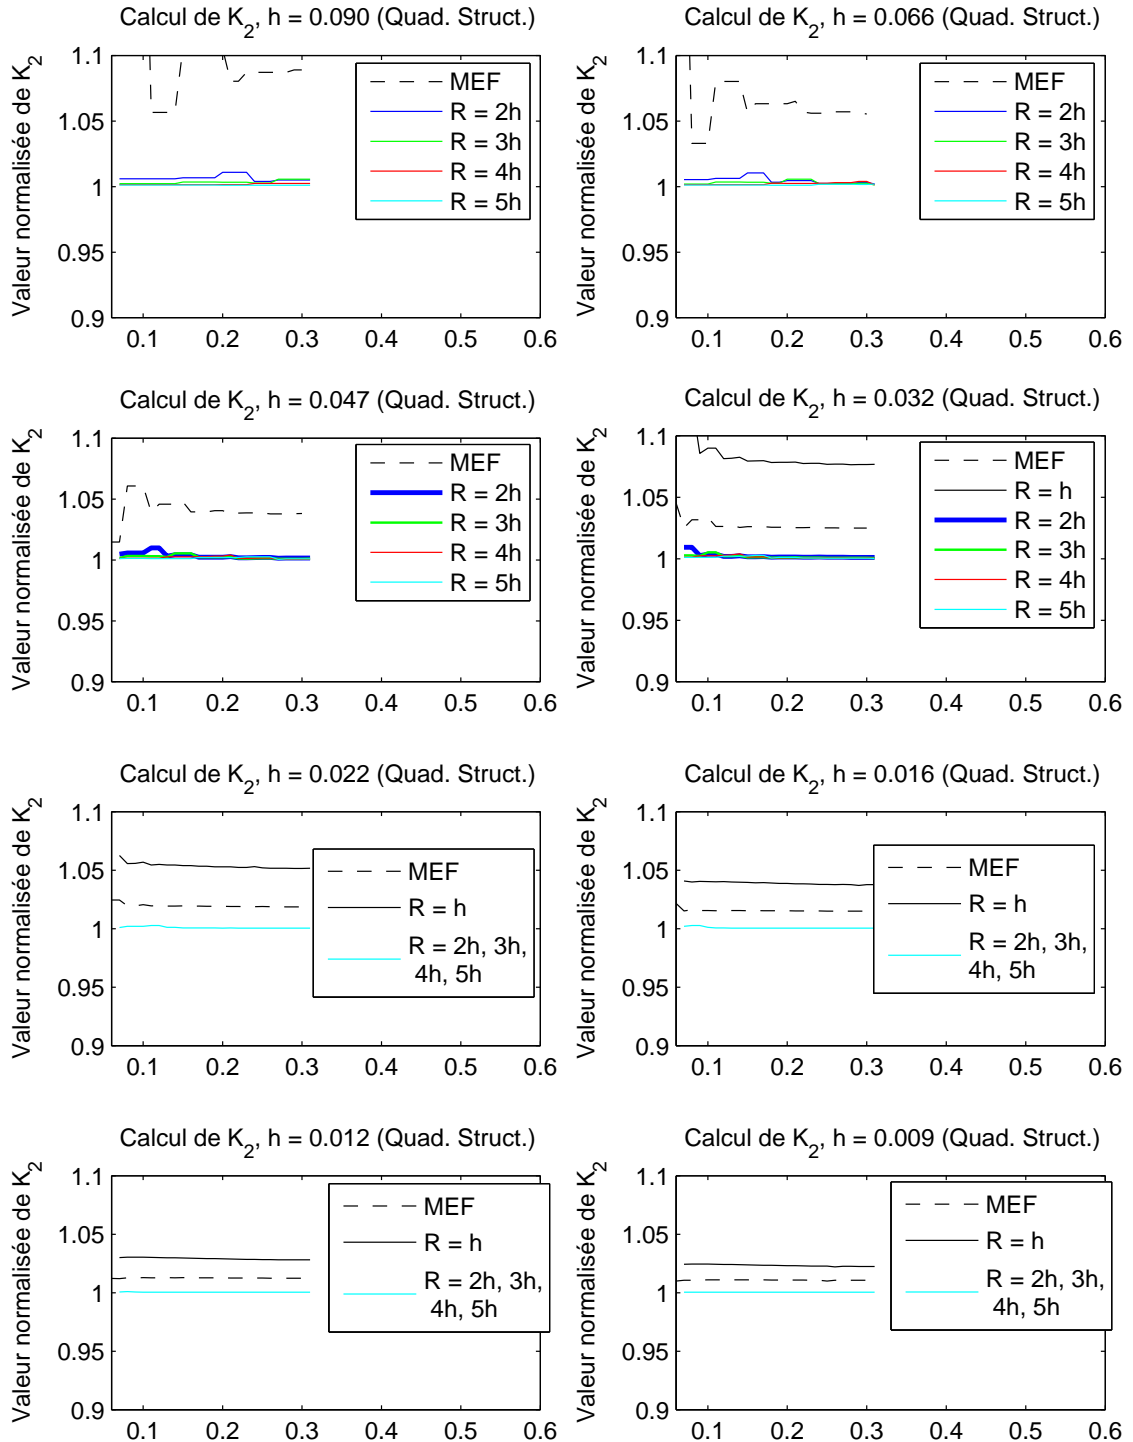 Calcul de K2, h = 0.090 (Quad. Struct.)
Valeur normalisée de K2
1.1
1.05
1
0.95
0.9
0.1 0.2 0.3 0.4 0.5 0.6
MEF
R = 2h
R = 3h
R = 4h
R = 5h
Calcul de K2, h = 0.066 (Quad. Struct.)
Valeur normalisée de K2
1.1
1.05
1
0.95
0.9
0.1 0.2 0.3 0.4 0.5 0.6
MEF
R = 2h
R = 3h
R = 4h
R = 5h
Calcul de K2, h = 0.047 (Quad. Struct.)
Valeur normalisée de K2
1.1
1.05
1
0.95
0.9
0.1 0.2 0.3 0.4 0.5 0.6
MEF
R = 2h
R = 3h
R = 4h
R = 5h
Calcul de K2, h = 0.032 (Quad. Struct.)
Valeur normalisée de K2
1.1
1.05
1
0.95
0.9
0.1 0.2 0.3 0.4 0.5 0.6
MEF
R = h
R = 2h
R = 3h
R = 4h
R = 5h
Calcul de K2, h = 0.022 (Quad. Struct.)
Valeur normalisée de K2
1.1
1.05
1
0.95
0.9
0.1 0.2 0.3 0.4 0.5 0.6
MEF
R = h
R = 2h, 3h,
4h, 5h
Calcul de K2, h = 0.016 (Quad. Struct.)
Valeur normalisée de K2
1.1
1.05
1
0.95
0.9
0.1 0.2 0.3 0.4 0.5 0.6
MEF
R = h
R = 2h, 3h,
4h, 5h
Calcul de K2, h = 0.012 (Quad. Struct.)
Valeur normalisée de K2
1.1
1.05
1
0.95
0.9
0.1 0.2 0.3 0.4 0.5 0.6
MEF
R = h
R = 2h, 3h,
4h, 5h
Calcul de K2, h = 0.009 (Quad. Struct.)
Valeur normalisée de K2
1.1
1.05
1
0.95
0.9
0.1 0.2 0.3 0.4 0.5 0.6
MEF
R = h
R = 2h, 3h,
4h, 5h